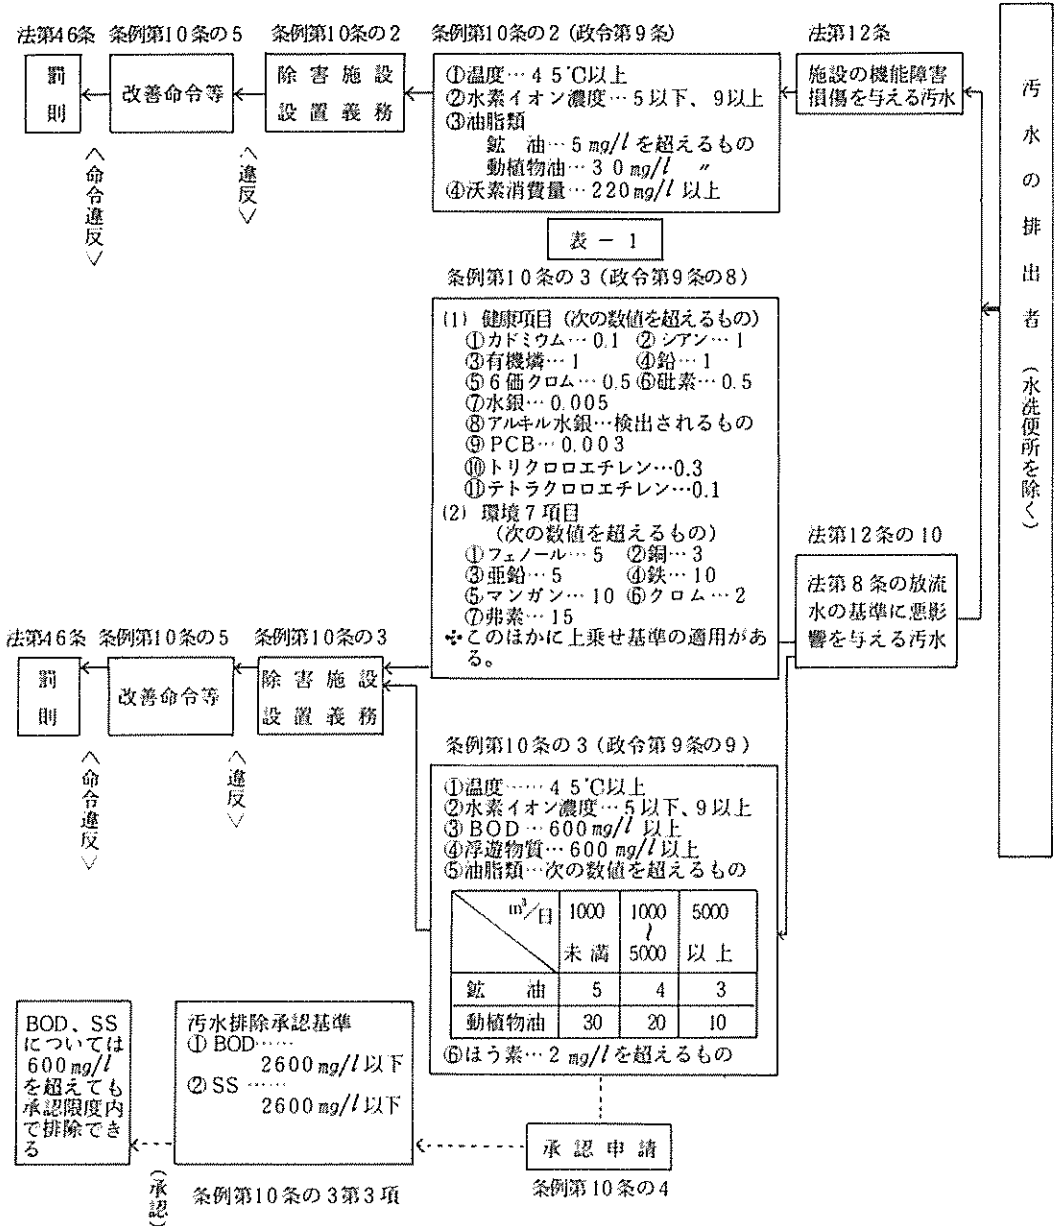 法第46条 条例第10条の5 条例第10条の2 条例第10条の2(政令第9条) 法第12条
罰則
改善命令等
除害施設
設置義務
①温度…45℃以上
②水素イオン濃度…5以下、9以上
③油脂類
鉱 油…5mg/lを超えるもの
動植物油…30mg/l 〃
④沃素消費量…220mg/l以上
施設の機能障害
損傷を与える汚水
汚水の排出者(水洗便所を除く)
〈命令違反〉
〈違反〉
表-1
条例第10条の3(政令第9条の8)
(1) 健康項目(次の数値を超えるもの)
①カドミウム…0.1 ②シアン…1
③有機燐…1 ④鉛…1
⑤6価クロム…0.5 ⑥砒素…0.5
⑦水銀…0.005
⑧アルキル水銀…検出されるもの
⑨PCB…0.003
⑩トリクロロエチレン…0.3
⑪テトラクロロエチレン…0.1
(2) 環境7項目
(次の数値を超えるもの)
①フェノール…5 ②銅…3
③亜鉛…5 ④鉄…10
⑤マンガン…10 ⑥クロム…2
⑦弗素…15
✣このほかに上乗せ基準の適用があ
る。
法第12条の10
法第8条の放流
水の基準に悪影
響を与える汚水
法第46条 条例第10条の5 条例第10条の3
罰則
改善命令等
除害施設
設置義務
〈命令違反〉
〈違反〉
条例第10条の3(政令第9条の9)
①温度……45℃以上
②水素イオン濃度…5以下、9以上
③BOD…600mg/l以上
④浮遊物質…600mg/l以上
⑤油脂類…次の数値を超えるもの
m³/日 1000未満 1000〜5000 5000以上
鉱 油 5 4 3
動植物油 30 20 10
⑥ほう素…2mg/lを超えるもの
BOD、SS
については
600mg/l
を超えても
承認限度内
で排除でき
る
汚水排除承認基準
①BOD……
2600mg/l以下
②SS……
2600mg/l以下
承認申請
(承認)
条例第10条の3第3項
条例第10条の4